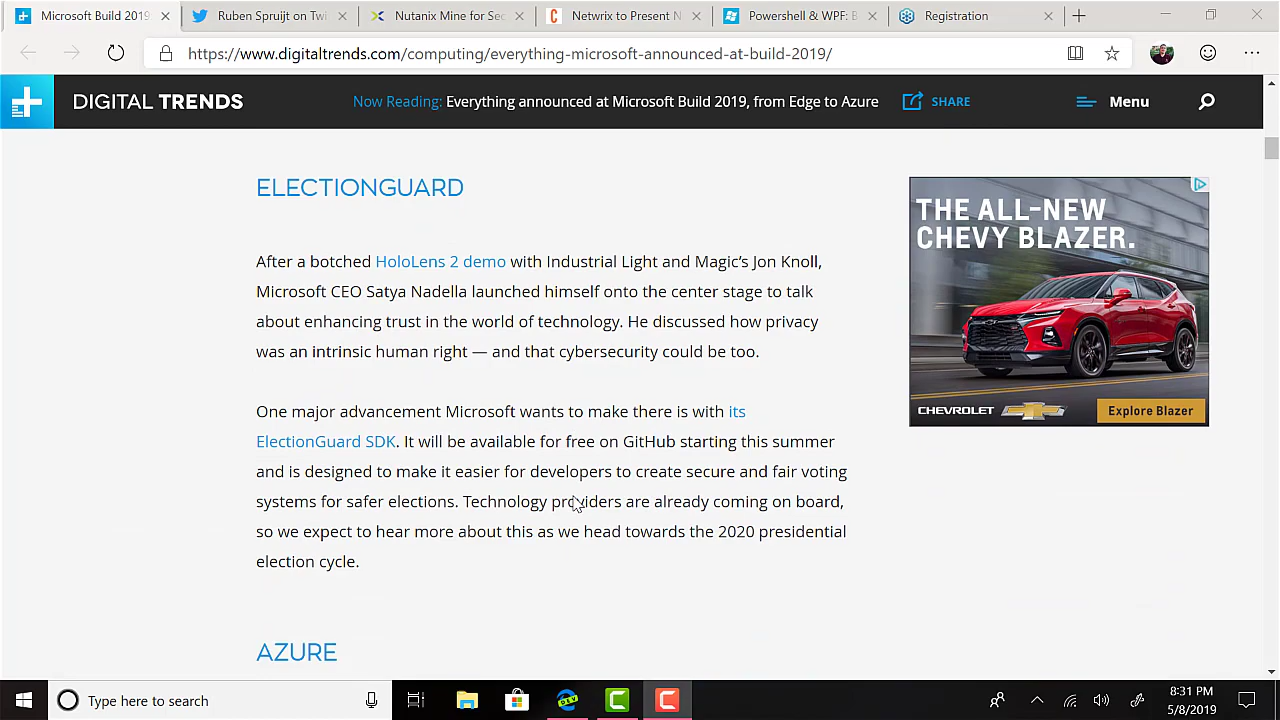 Microsoft Build 2019
Ruben Spruijt on Twi
Nutanix Mine for Sec
Netwrix to Present N
Powershell & WPF: B
Registration
https://www.digitaltrends.com/computing/everything-microsoft-announced-at-build-2019/
DIGITAL TRENDS
Now Reading: Everything announced at Microsoft Build 2019, from Edge to Azure
SHARE
Menu
ELECTIONGUARD
After a botched HoloLens 2 demo with Industrial Light and Magic's Jon Knoll,
Microsoft CEO Satya Nadella launched himself onto the center stage to talk
about enhancing trust in the world of technology. He discussed how privacy
was an intrinsic human right — and that cybersecurity could be too.
One major advancement Microsoft wants to make there is with its
ElectionGuard SDK. It will be available for free on GitHub starting this summer
and is designed to make it easier for developers to create secure and fair voting
systems for safer elections. Technology providers are already coming on board,
so we expect to hear more about this as we head towards the 2020 presidential
election cycle.
AZURE
THE ALL-NEW
CHEVY BLAZER.
CHEVROLET
Explore Blazer
Type here to search
8:31 PM
5/8/2019